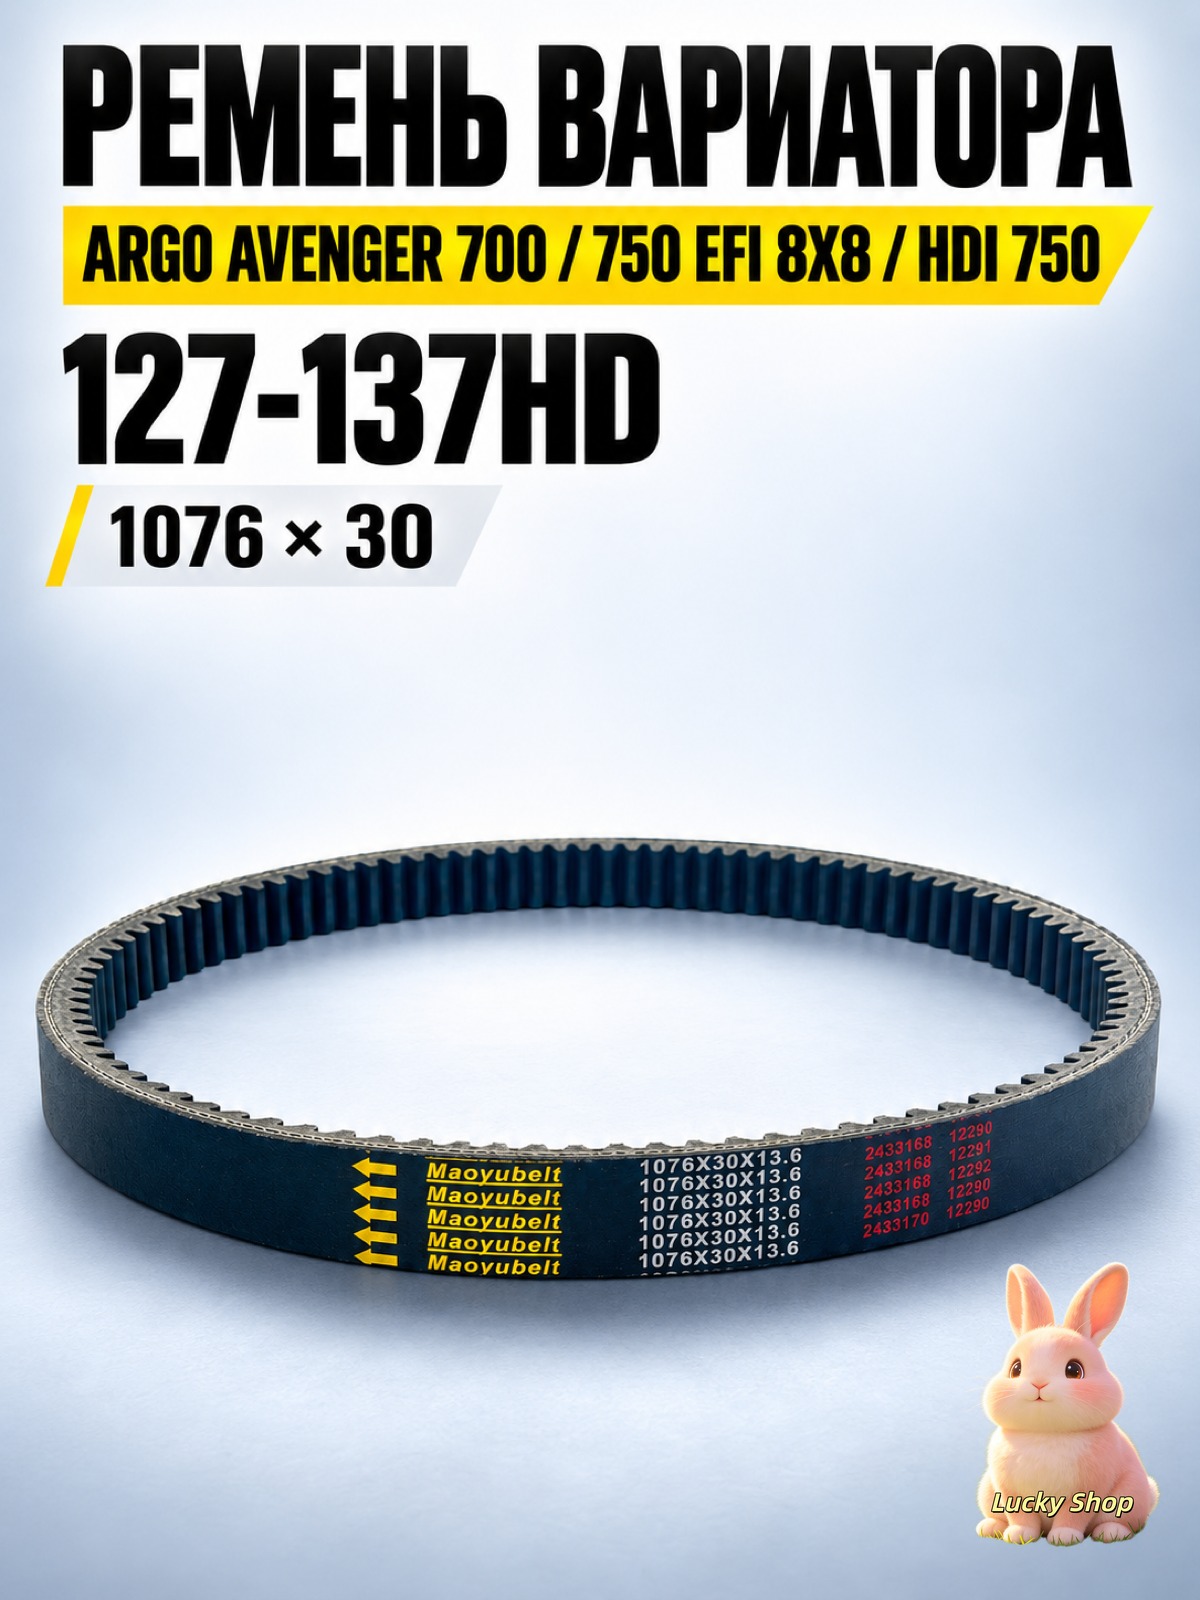 РЕМЕНЬ ВАРИАТОРА
ARGO AVENGER 700 / 750 EFI 8X8 / HDI 750
127-137HD
1076 × 30
Maoyubelt 1076X30X13.6 2433168 12290
Maoyubelt 1076X30X13.6 2433168 12291
Maoyubelt 1076X30X13.6 2433168 12292
Maoyubelt 1076X30X13.6 2433168 12290
Maoyubelt 1076X30X13.6 2433170 12290
Lucky Shop